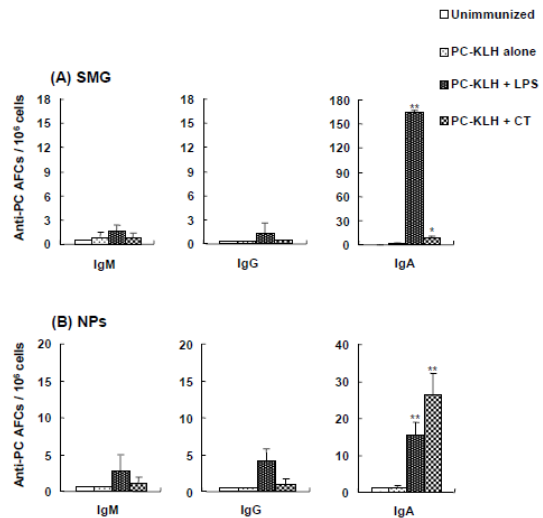 Unimmunized
PC-KLH alone
PC-KLH + LPS
PC-KLH + CT
(A) SMG
Anti-PC AFCs / 10⁶ cells
18
15
12
9
6
3
0
IgM
18
15
12
9
6
3
0
IgG
180
150
120
90
60
30
0
**
*
IgA
(B) NPs
Anti-PC AFCs / 10⁶ cells
20
15
10
5
0
IgM
20
15
10
5
0
IgG
40
30
20
10
0
**
**
IgA